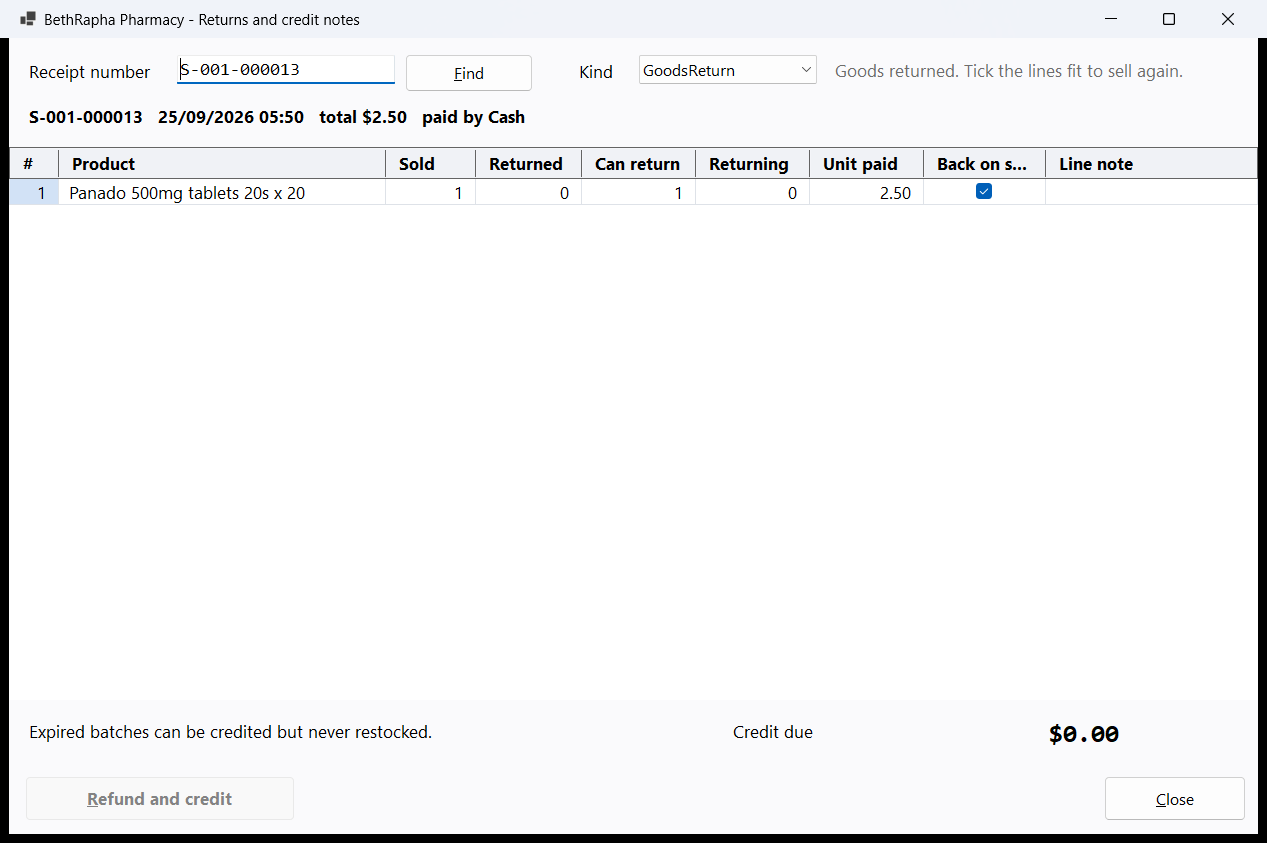 BethRapha Pharmacy - Returns and credit notes
Receipt number S-001-000013 Find Kind GoodsReturn Goods returned. Tick the lines fit to sell again.
S-001-000013 25/09/2026 05:50 total $2.50 paid by Cash
# Product Sold Returned Can return Returning Unit paid Back on s... Line note
1 Panado 500mg tablets 20s x 20 1 0 1 0 2.50
Expired batches can be credited but never restocked. Credit due $0.00
Refund and credit Close